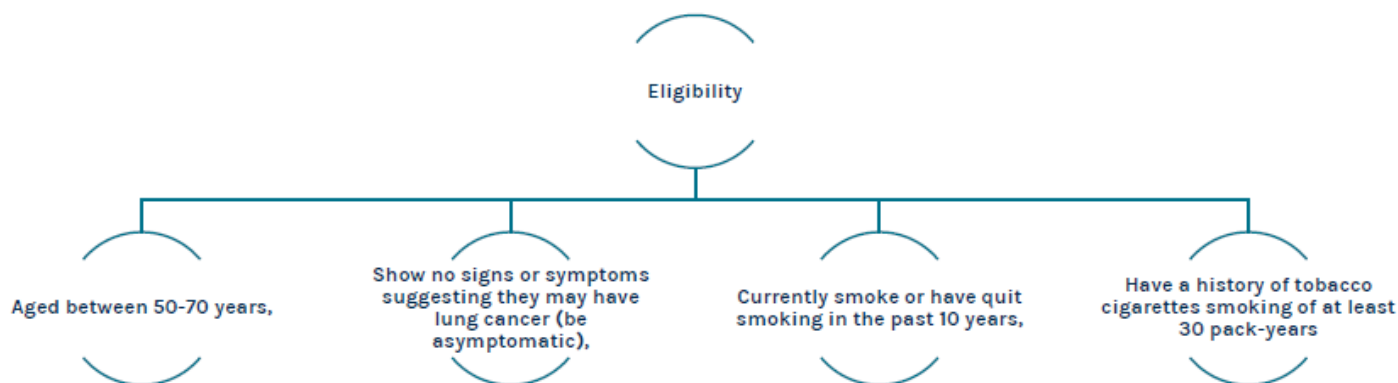 Eligibility
Aged between 50-70 years,
Show no signs or symptoms
suggesting they may have
lung cancer (be
asymptomatic),
Currently smoke or have quit
smoking in the past 10 years,
Have a history of tobacco
cigarettes smoking of at least
30 pack-years